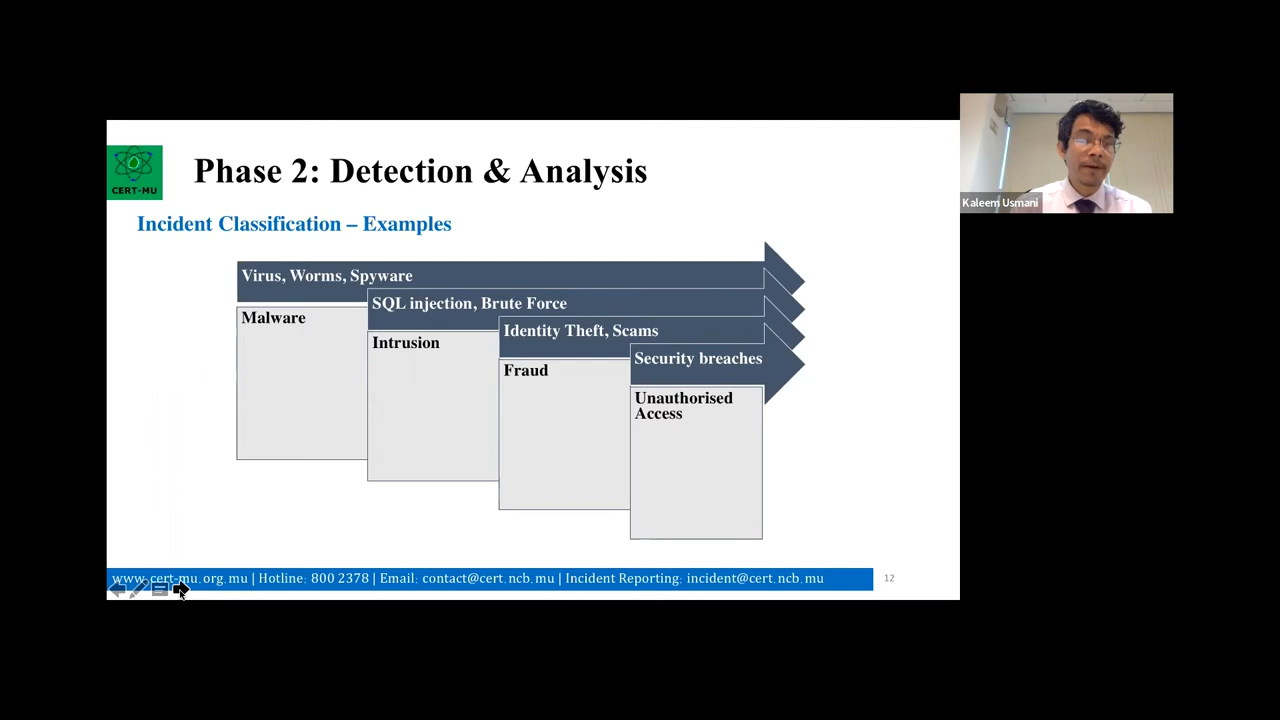 CERT-MU
Phase 2: Detection & Analysis
Incident Classification – Examples
Virus, Worms, Spyware
Malware
SQL injection, Brute Force
Intrusion
Identity Theft, Scams
Fraud
Security breaches
Unauthorised
Access
www.cert-mu.org.mu | Hotline: 800 2378 | Email: contact@cert.ncb.mu | Incident Reporting: incident@cert.ncb.mu
12
Kaleem Usmani